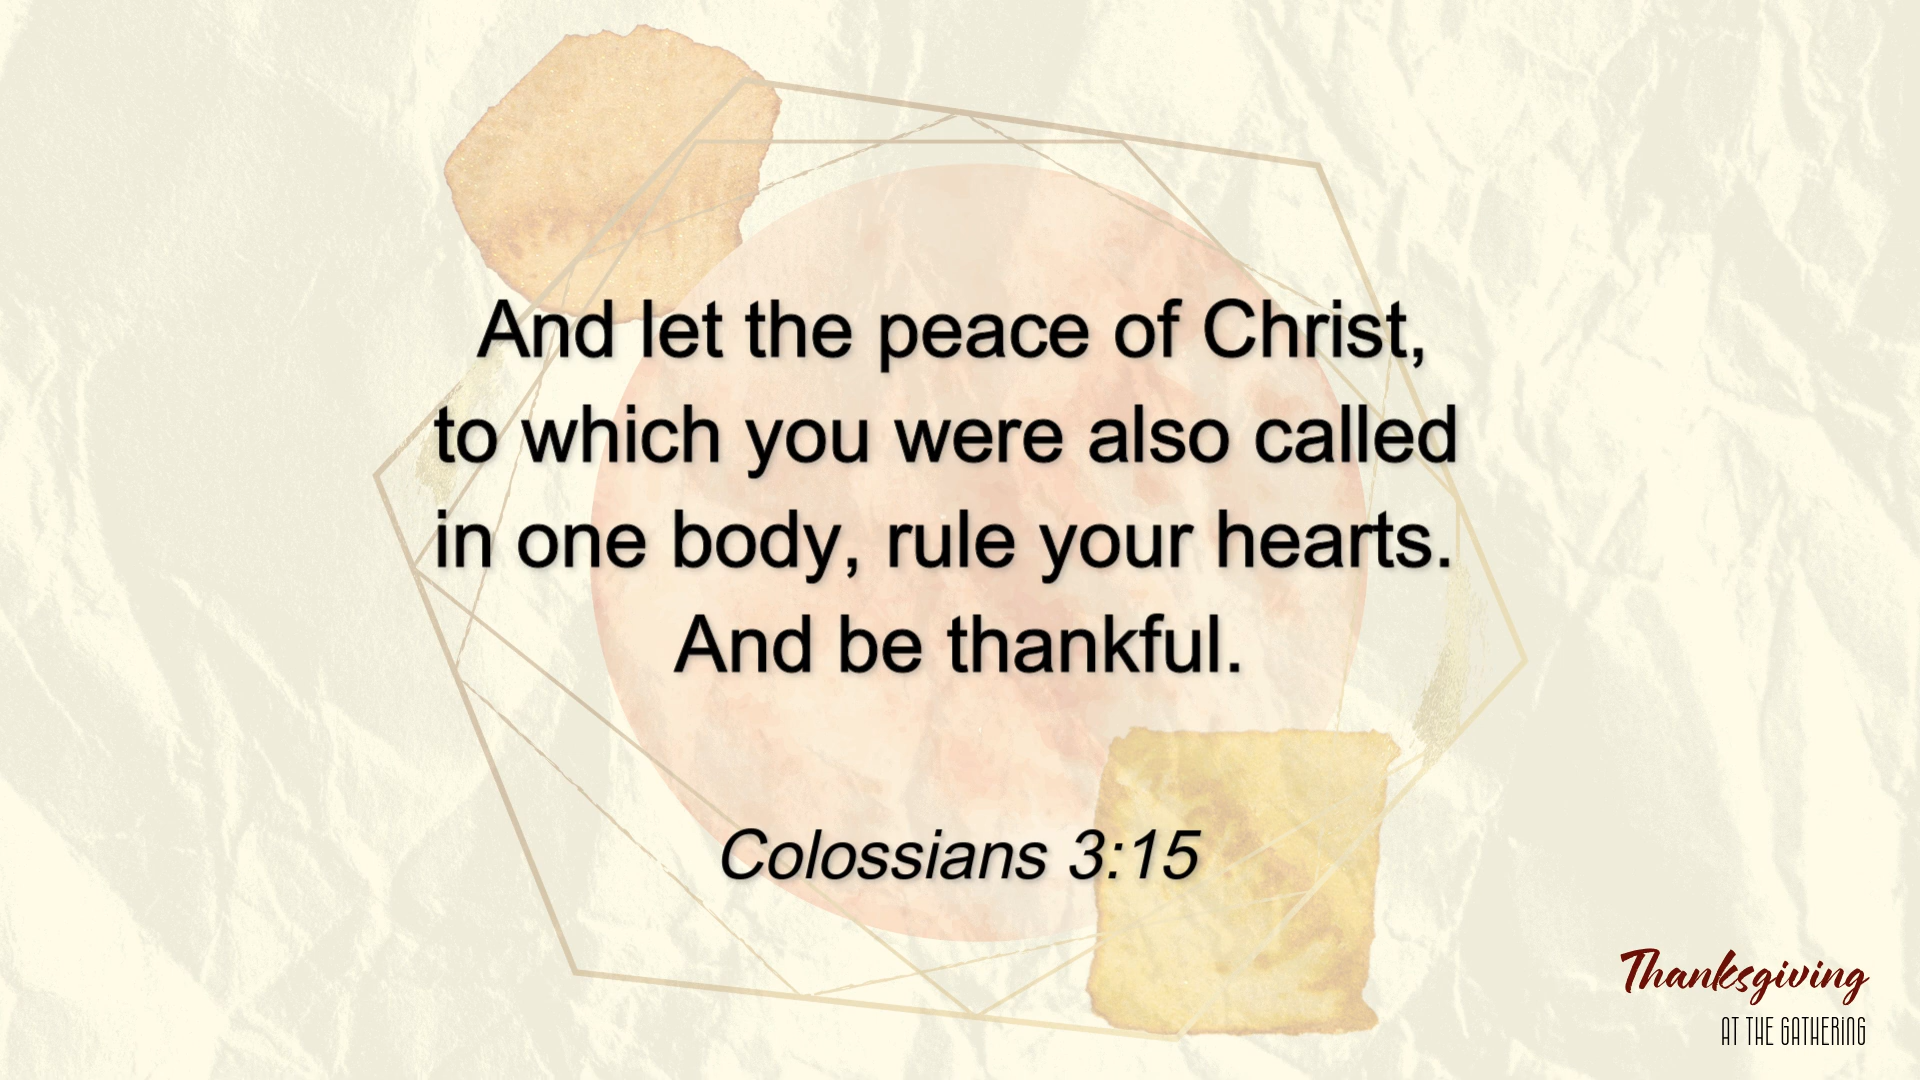 And let the peace of Christ,
to which you were also called
in one body, rule your hearts.
And be thankful.
Colossians 3:15
Thanksgiving
AT THE GATHERING